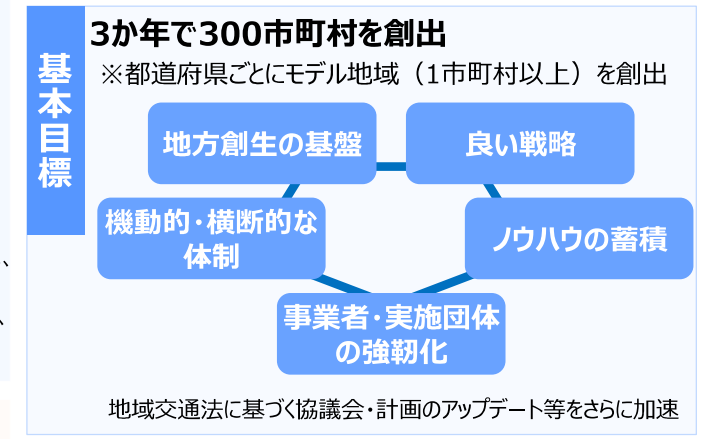 基本目標
3か年で300市町村を創出
※都道府県ごとにモデル地域（1市町村以上）を創出
地方創生の基盤
良い戦略
機動的・横断的な
体制
ノウハウの蓄積
事業者・実施団体
の強靭化
地域交通法に基づく協議会・計画のアップデート等をさらに加速
、
、